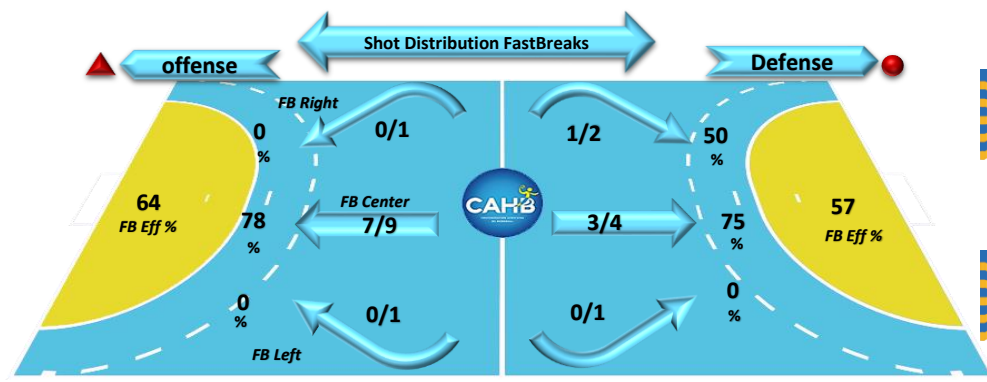 Shot Distribution FastBreaks
offense
Defense
FB Right
0
%
0/1
1/2
50
%
64
FB Eff %
78
%
FB Center
7/9
CAHB
3/4
75
%
57
FB Eff %
0
%
0/1
0/1
0
%
FB Left